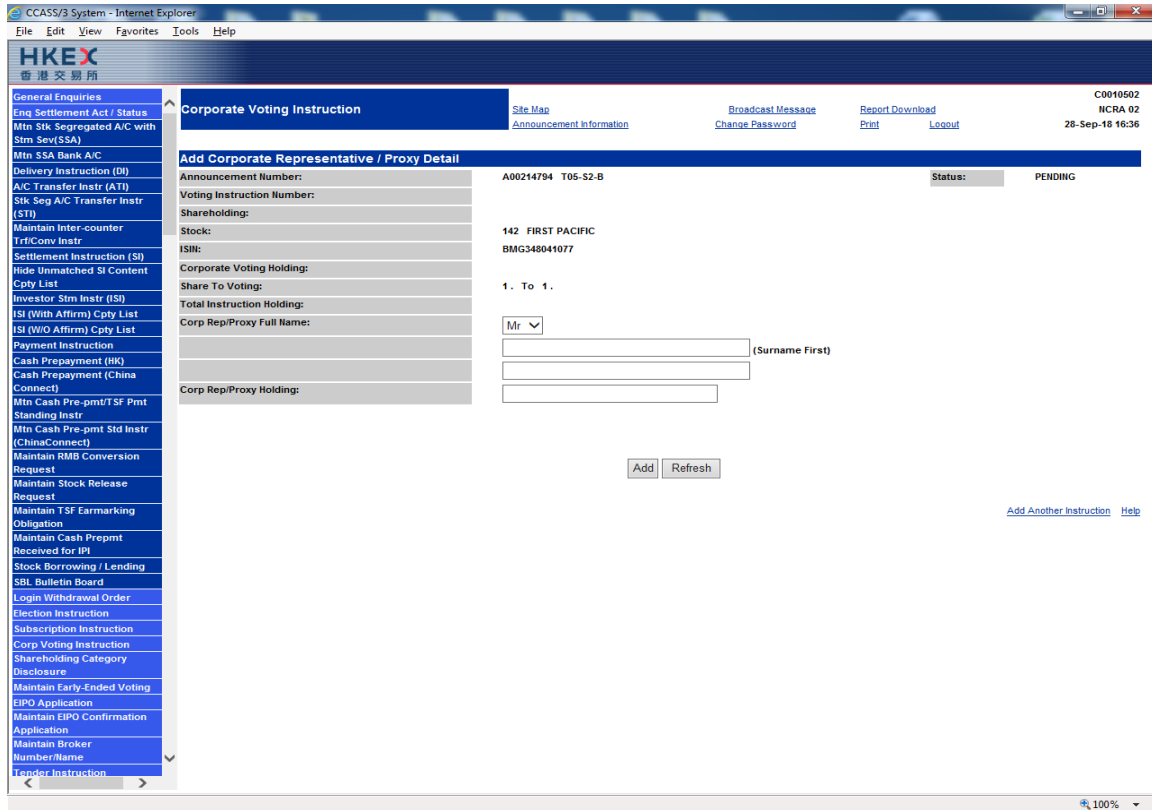 CCASS/3 System - Internet Explorer
File Edit View Favorites Tools Help
HKEX
香港交易所
General Enquiries
Enq Settlement Act / Status
Mtn Stk Segregated A/C with
Stm Sev(SSA)
Mtn SSA Bank A/C
Delivery Instruction (DI)
A/C Transfer Instr (ATI)
Stk Seg A/C Transfer Instr
(STI)
Maintain Inter-counter
Trf/Conv Instr
Settlement Instruction (SI)
Hide Unmatched SI Content
Cpty List
Investor Stm Instr (ISI)
ISI (With Affirm) Cpty List
ISI (W/O Affirm) Cpty List
Payment Instruction
Cash Prepayment (HK)
Cash Prepayment (China
Connect)
Mtn Cash Pre-pmt/TSF Pmt
Standing Instr
Mtn Cash Pre-pmt Std Instr
(ChinaConnect)
Maintain RMB Conversion
Request
Maintain Stock Release
Request
Maintain TSF Earmarking
Obligation
Maintain Cash Prepmt
Received for IPI
Stock Borrowing / Lending
SBL Bulletin Board
Login Withdrawal Order
Election Instruction
Subscription Instruction
Corp Voting Instruction
Shareholding Category
Disclosure
Maintain Early-Ended Voting
EIPO Application
Maintain EIPO Confirmation
Application
Maintain Broker
Number/Name
Tender Instruction
Corporate Voting Instruction
Site Map Broadcast Message Report Download
Announcement Information Change Password Print Logout
C0010502
NCRA 02
28-Sep-18 16:36
Add Corporate Representative / Proxy Detail
Announcement Number: A00214794 T05-S2-B Status: PENDING
Voting Instruction Number:
Shareholding:
Stock: 142 FIRST PACIFIC
ISIN: BMG348041077
Corporate Voting Holding:
Share To Voting: 1. To 1.
Total Instruction Holding:
Corp Rep/Proxy Full Name: Mr
(Surname First)
Corp Rep/Proxy Holding:
Add Refresh
Add Another Instruction Help
100%